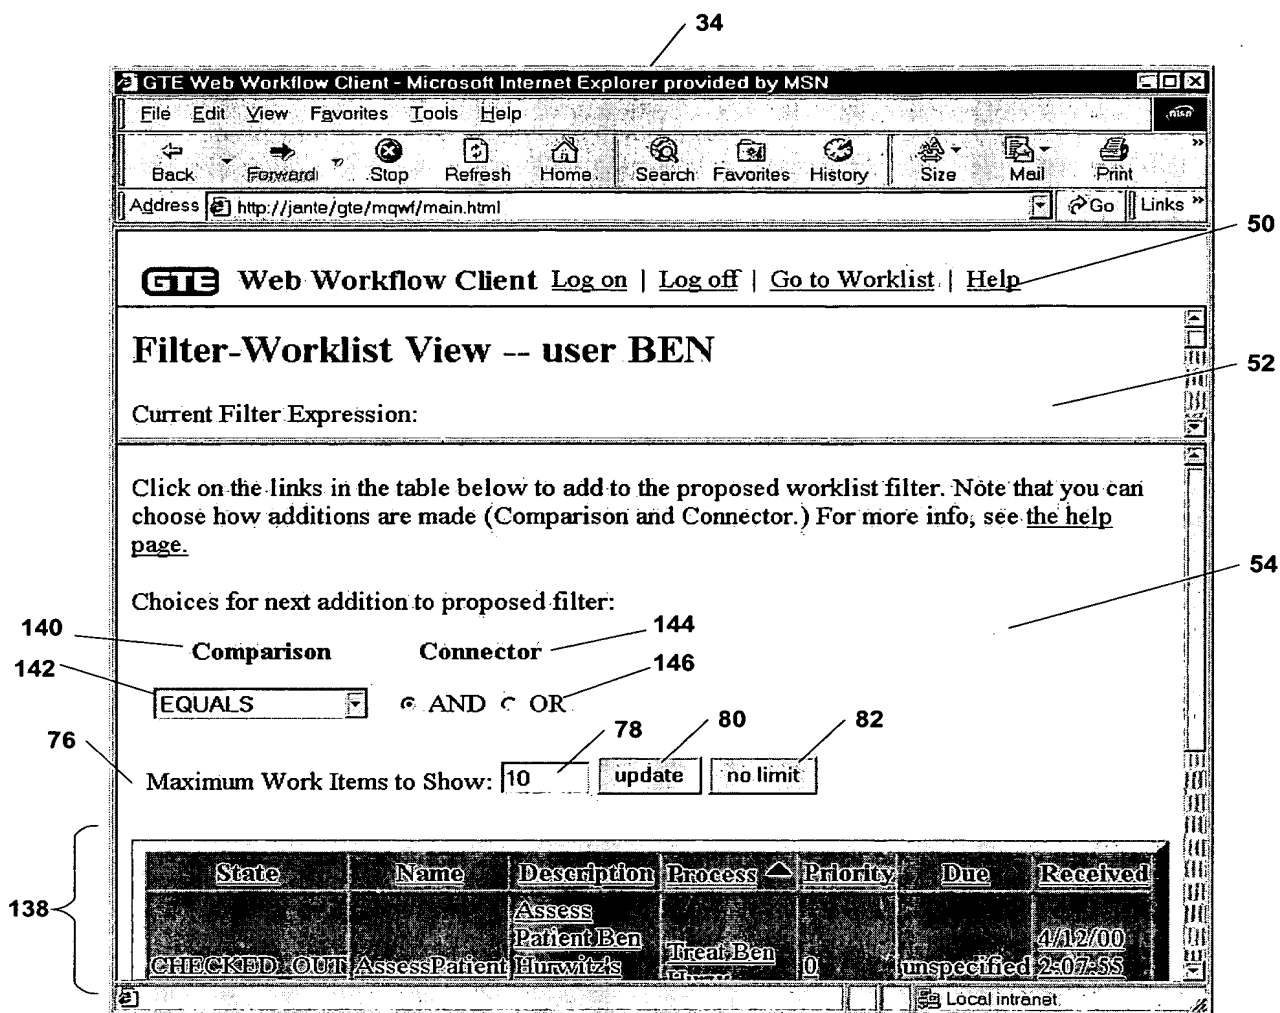 34
GTE Web Workflow Client - Microsoft Internet Explorer provided by MSN
File Edit View Favorites Tools Help
msn
Back Forward Stop Refresh Home Search Favorites History Size Mail Print »
Address http://jante/gte/mqwf/main.html Go Links »
50
GTE Web Workflow Client Log on | Log off | Go to Worklist | Help
Filter-Worklist View -- user BEN
52
Current Filter Expression:
Click on the links in the table below to add to the proposed worklist filter. Note that you can
choose how additions are made (Comparison and Connector.) For more info, see the help
page.
54
Choices for next addition to proposed filter:
140 144
Comparison Connector
142 146
EQUALS AND OR
76 78 80 82
Maximum Work Items to Show: 10 update no limit
138
State Name Description Process Priority Due Received
Assess
Patient Ben 4/12/00
Treat Ben
CHECKED_OUT AssessPatient Hurwitz's 0 unspecified 2:07:55
Local intranet